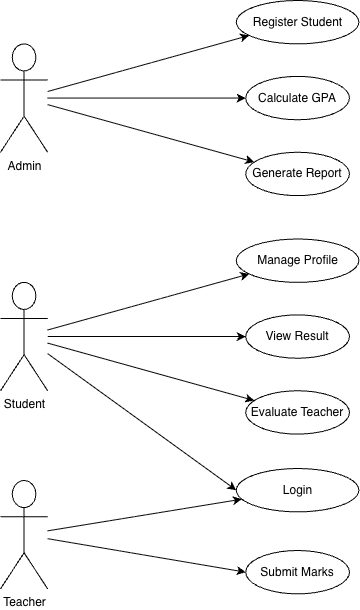 Register Student
Calculate GPA
Admin
Generate Report
Manage Profile
View Result
Student
Evaluate Teacher
Login
Submit Marks
Teacher